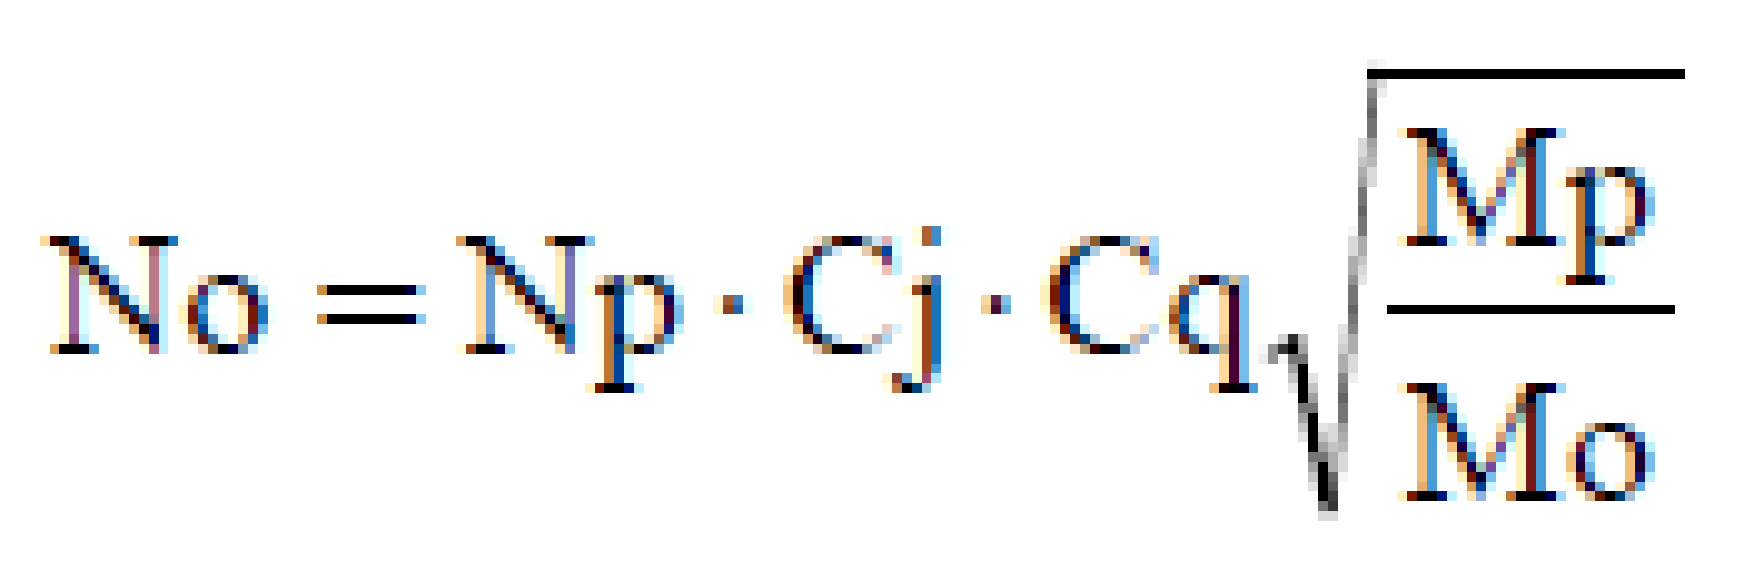 No = Np · Cj · Cq √(Mp/Mo)